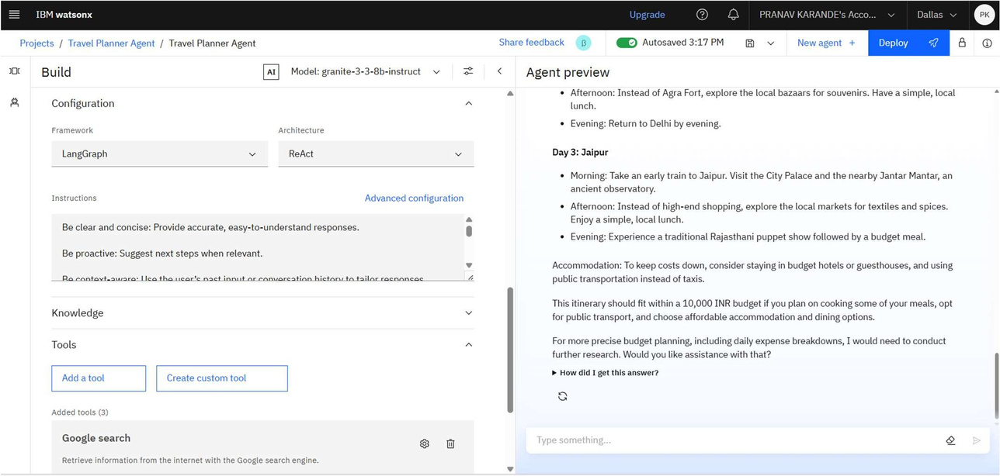 IBM watsonx
Upgrade
PRANAV KARANDE's Acco...
Dallas
PK
Projects / Travel Planner Agent / Travel Planner Agent
Share feedback
β
Autosaved 3:17 PM
New agent +
Deploy
Build
AI
Model: granite-3-3-8b-instruct
Configuration
Framework
Architecture
LangGraph
ReAct
Instructions
Advanced configuration
Be clear and concise: Provide accurate, easy-to-understand responses.
Be proactive: Suggest next steps when relevant.
Be context-aware: Use the user's past input or conversation history to tailor responses.
Knowledge
Tools
Add a tool
Create custom tool
Added tools (3)
Google search
Retrieve information from the internet with the Google search engine.
Agent preview
• Afternoon: Instead of Agra Fort, explore the local bazaars for souvenirs. Have a simple, local
lunch.
• Evening: Return to Delhi by evening.
Day 3: Jaipur
• Morning: Take an early train to Jaipur. Visit the City Palace and the nearby Jantar Mantar, an
ancient observatory.
• Afternoon: Instead of high-end shopping, explore the local markets for textiles and spices.
Enjoy a simple, local lunch.
• Evening: Experience a traditional Rajasthani puppet show followed by a budget meal.
Accommodation: To keep costs down, consider staying in budget hotels or guesthouses, and using
public transportation instead of taxis.
This itinerary should fit within a 10,000 INR budget if you plan on cooking some of your meals, opt
for public transport, and choose affordable accommodation and dining options.
For more precise budget planning, including daily expense breakdowns, I would need to conduct
further research. Would you like assistance with that?
How did I get this answer?
Type something...